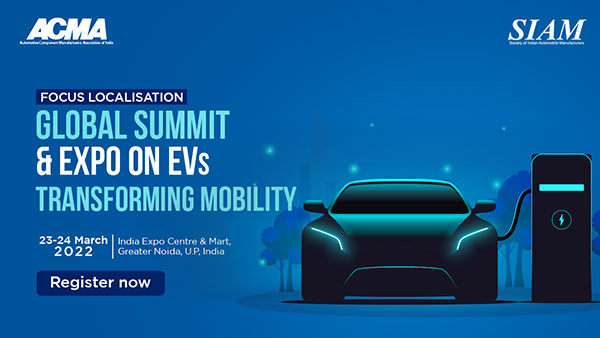 ACMA
Automotive Component Manufacturers Association of India
SIAM
Society of Indian Automobile Manufacturers
FOCUS LOCALISATION
GLOBAL SUMMIT
& EXPO ON EVs
TRANSFORMING MOBILITY
23-24 March
2022
India Expo Centre & Mart,
Greater Noida, U.P, India
Register now